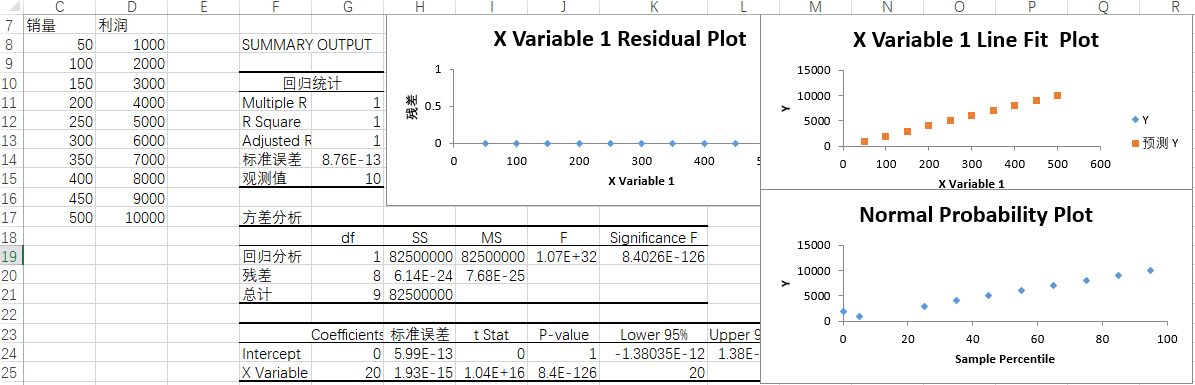 C D E F G H I J K L M N O P Q R
7 销量 利润
8 50 1000 SUMMARY OUTPUT
9 100 2000
10 150 3000 回归统计
11 200 4000 Multiple R 1
12 250 5000 R Square 1
13 300 6000 Adjusted R 1
14 350 7000 标准误差 8.76E-13
15 400 8000 观测值 10
16 450 9000
17 500 10000 方差分析
18 df SS MS F Significance F
19 回归分析 1 82500000 82500000 1.07E+32 8.4026E-126
20 残差 8 6.14E-24 7.68E-25
21 总计 9 82500000
22
23 Coefficients 标准误差 t Stat P-value Lower 95% Upper 9
24 Intercept 0 5.99E-13 0 1 -1.38035E-12 1.38E-
25 X Variable 20 1.93E-15 1.04E+16 8.4E-126 20
X Variable 1 Residual Plot
残差
1
0.5
0
0 100 200 300 400 5
X Variable 1
X Variable 1 Line Fit Plot
Y
15000
10000
5000
0
0 100 200 300 400 500 600
X Variable 1
Y
预测 Y
Normal Probability Plot
Y
15000
10000
5000
0
0 20 40 60 80 100
Sample Percentile